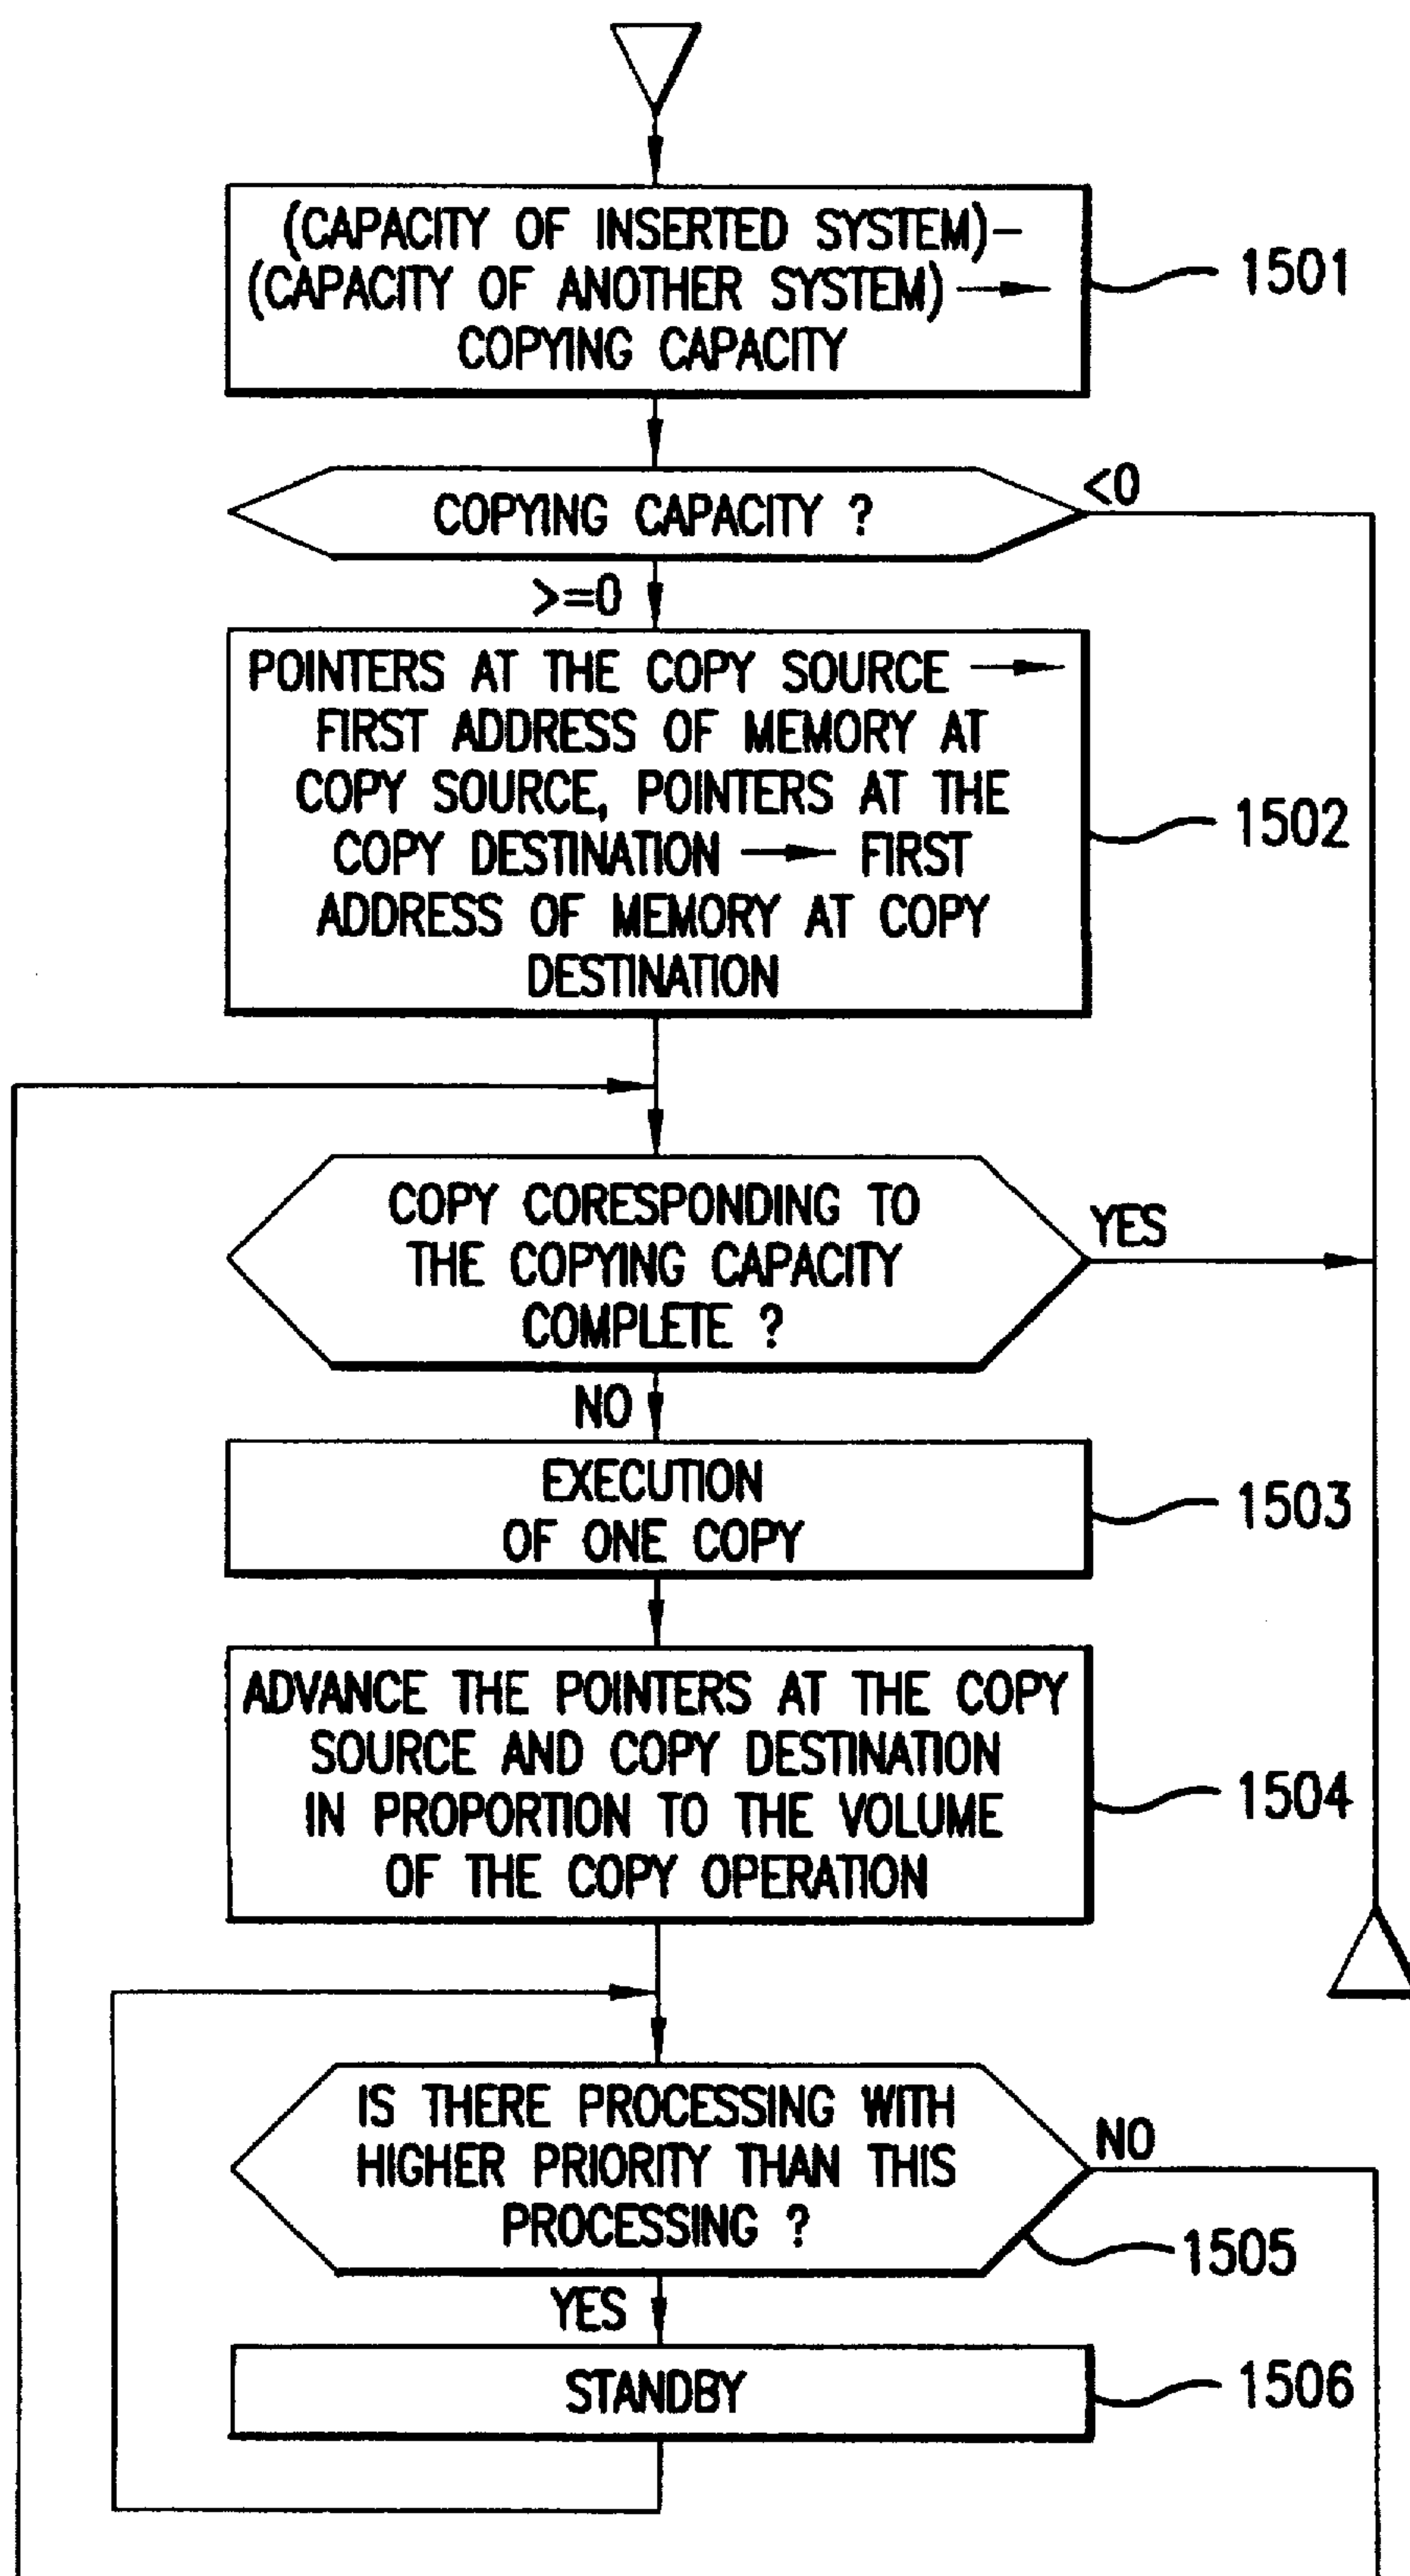 (CAPACITY OF INSERTED SYSTEM)-
(CAPACITY OF ANOTHER SYSTEM) →
COPYING CAPACITY
1501
COPYING CAPACITY ?
<0
>=0
POINTERS AT THE COPY SOURCE →
FIRST ADDRESS OF MEMORY AT
COPY SOURCE, POINTERS AT THE
COPY DESTINATION → FIRST
ADDRESS OF MEMORY AT COPY
DESTINATION
1502
COPY CORESPONDING TO
THE COPYING CAPACITY
COMPLETE ?
YES
NO
EXECUTION
OF ONE COPY
1503
ADVANCE THE POINTERS AT THE COPY
SOURCE AND COPY DESTINATION
IN PROPORTION TO THE VOLUME
OF THE COPY OPERATION
1504
IS THERE PROCESSING WITH
HIGHER PRIORITY THAN THIS
PROCESSING ?
NO
1505
YES
STANDBY
1506